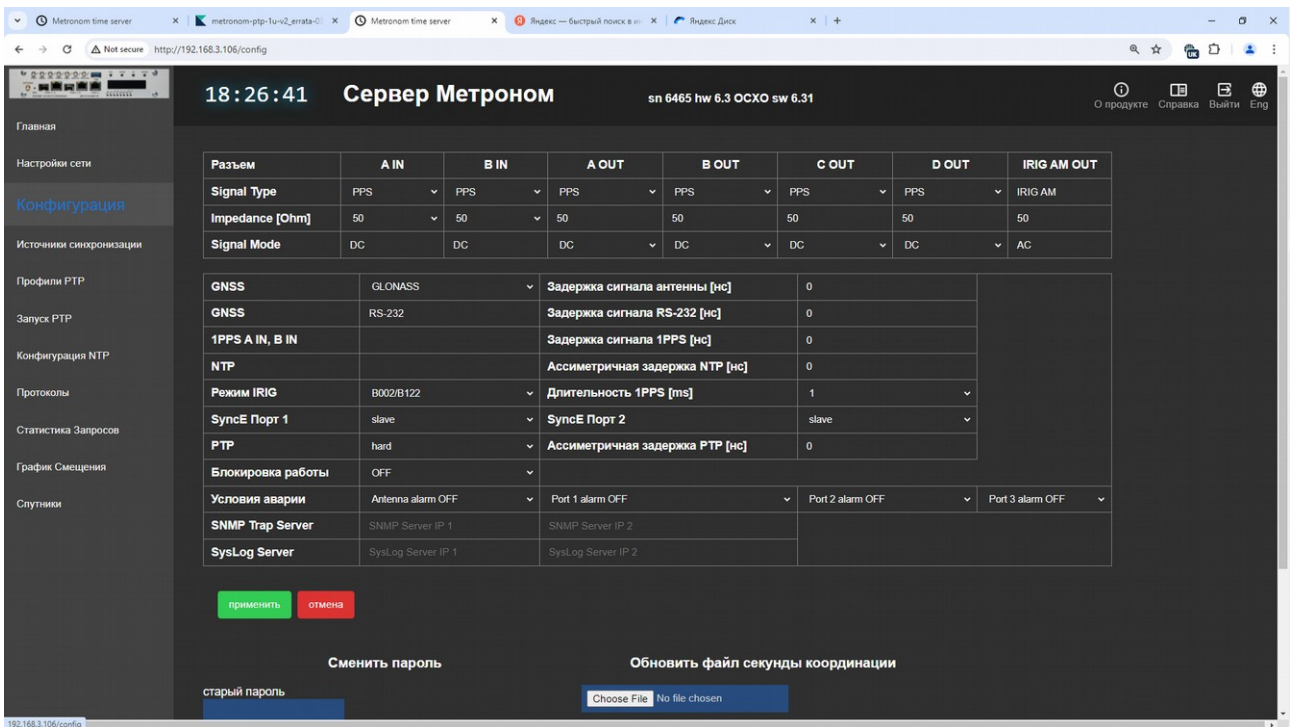 Metronom time server
metronom-ptp-1u-v2_errata-0
Metronom time server
Яндекс — быстрый поиск в ин
Яндекс Диск
Not secure http://192.168.3.106/config
18:26:41 Сервер Метроном sn 6465 hw 6.3 OCXO sw 6.31
О продукте Справка Выйти Eng
Главная
Настройки сети
Конфигурация
Источники синхронизации
Профили PTP
Запуск PTP
Конфигурация NTP
Протоколы
Статистика Запросов
График Смещения
Спутники
Разъем A IN B IN A OUT B OUT C OUT D OUT IRIG AM OUT
Signal Type PPS PPS PPS PPS PPS PPS IRIG AM
Impedance [Ohm] 50 50 50 50 50 50 50
Signal Mode DC DC DC DC DC DC AC
GNSS GLONASS Задержка сигнала антенны [нс] 0
GNSS RS-232 Задержка сигнала RS-232 [нс] 0
1PPS A IN, B IN Задержка сигнала 1PPS [нс] 0
NTP Ассиметричная задержка NTP [нс] 0
Режим IRIG B002/B122 Длительность 1PPS [ms] 1
SyncE Порт 1 slave SyncE Порт 2 slave
PTP hard Ассиметричная задержка PTP [нс] 0
Блокировка работы OFF
Условия аварии Antenna alarm OFF Port 1 alarm OFF Port 2 alarm OFF Port 3 alarm OFF
SNMP Trap Server SNMP Server IP 1 SNMP Server IP 2
SysLog Server SysLog Server IP 1 SysLog Server IP 2
применить отмена
Сменить пароль Обновить файл секунды координации
старый пароль
Choose File No file chosen
192.168.3.106/config